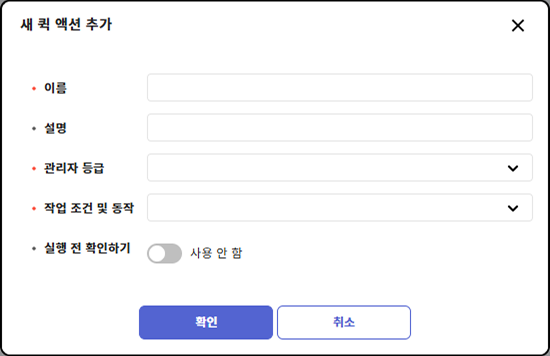 새 퀵 액션 추가
이름
설명
관리자 등급
작업 조건 및 동작
실행 전 확인하기
사용 안 함
확인
취소